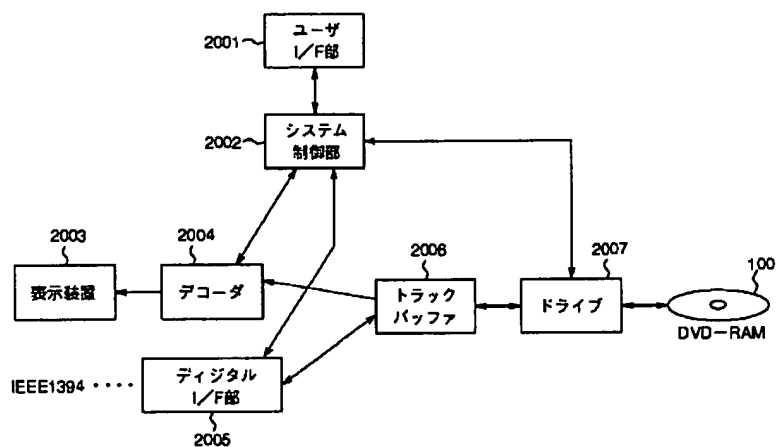 2001
ユーザ
I/F部
2002
システム
制御部
2003
表示装置
2004
デコーダ
2006
トラック
バッファ
2007
ドライブ
100
DVD-RAM
IEEE1394 ・・・・
ディジタル
I/F部
2005